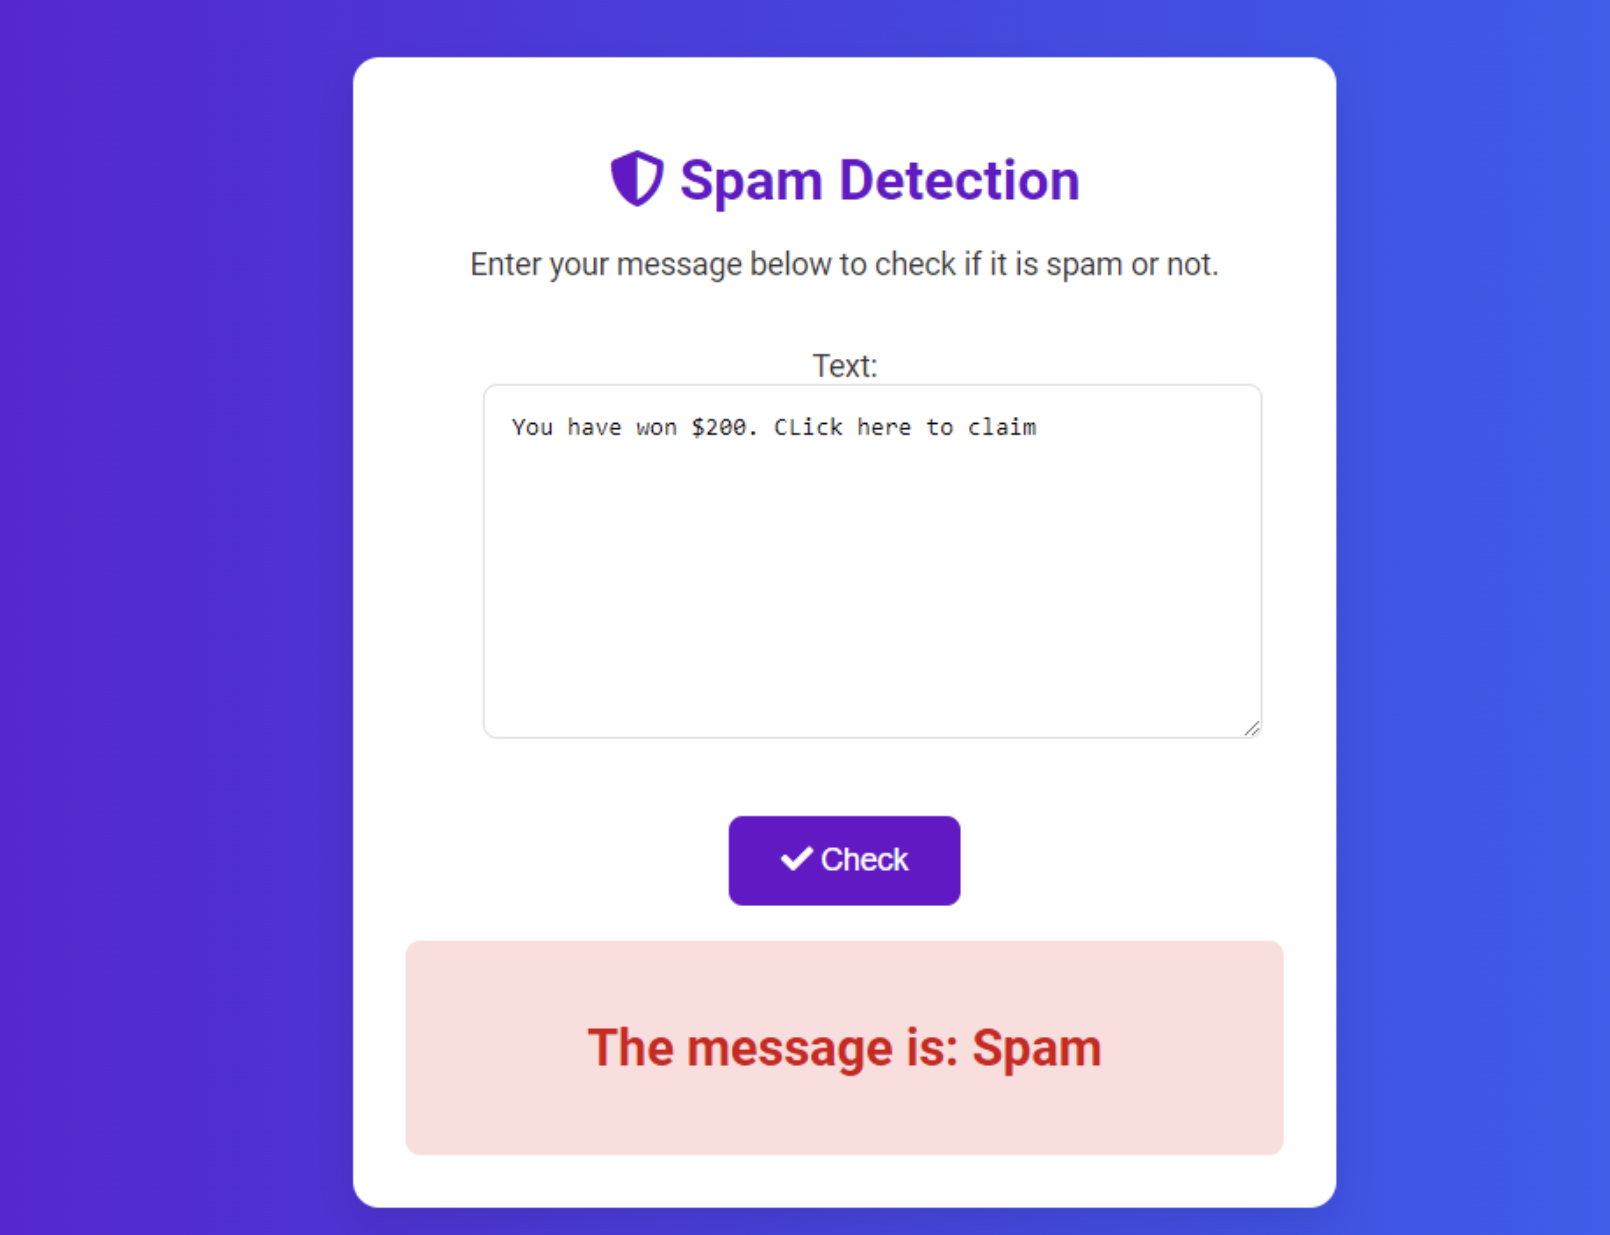 Spam Detection
Enter your message below to check if it is spam or not.
Text:
You have won $200. CLick here to claim
Check
The message is: Spam